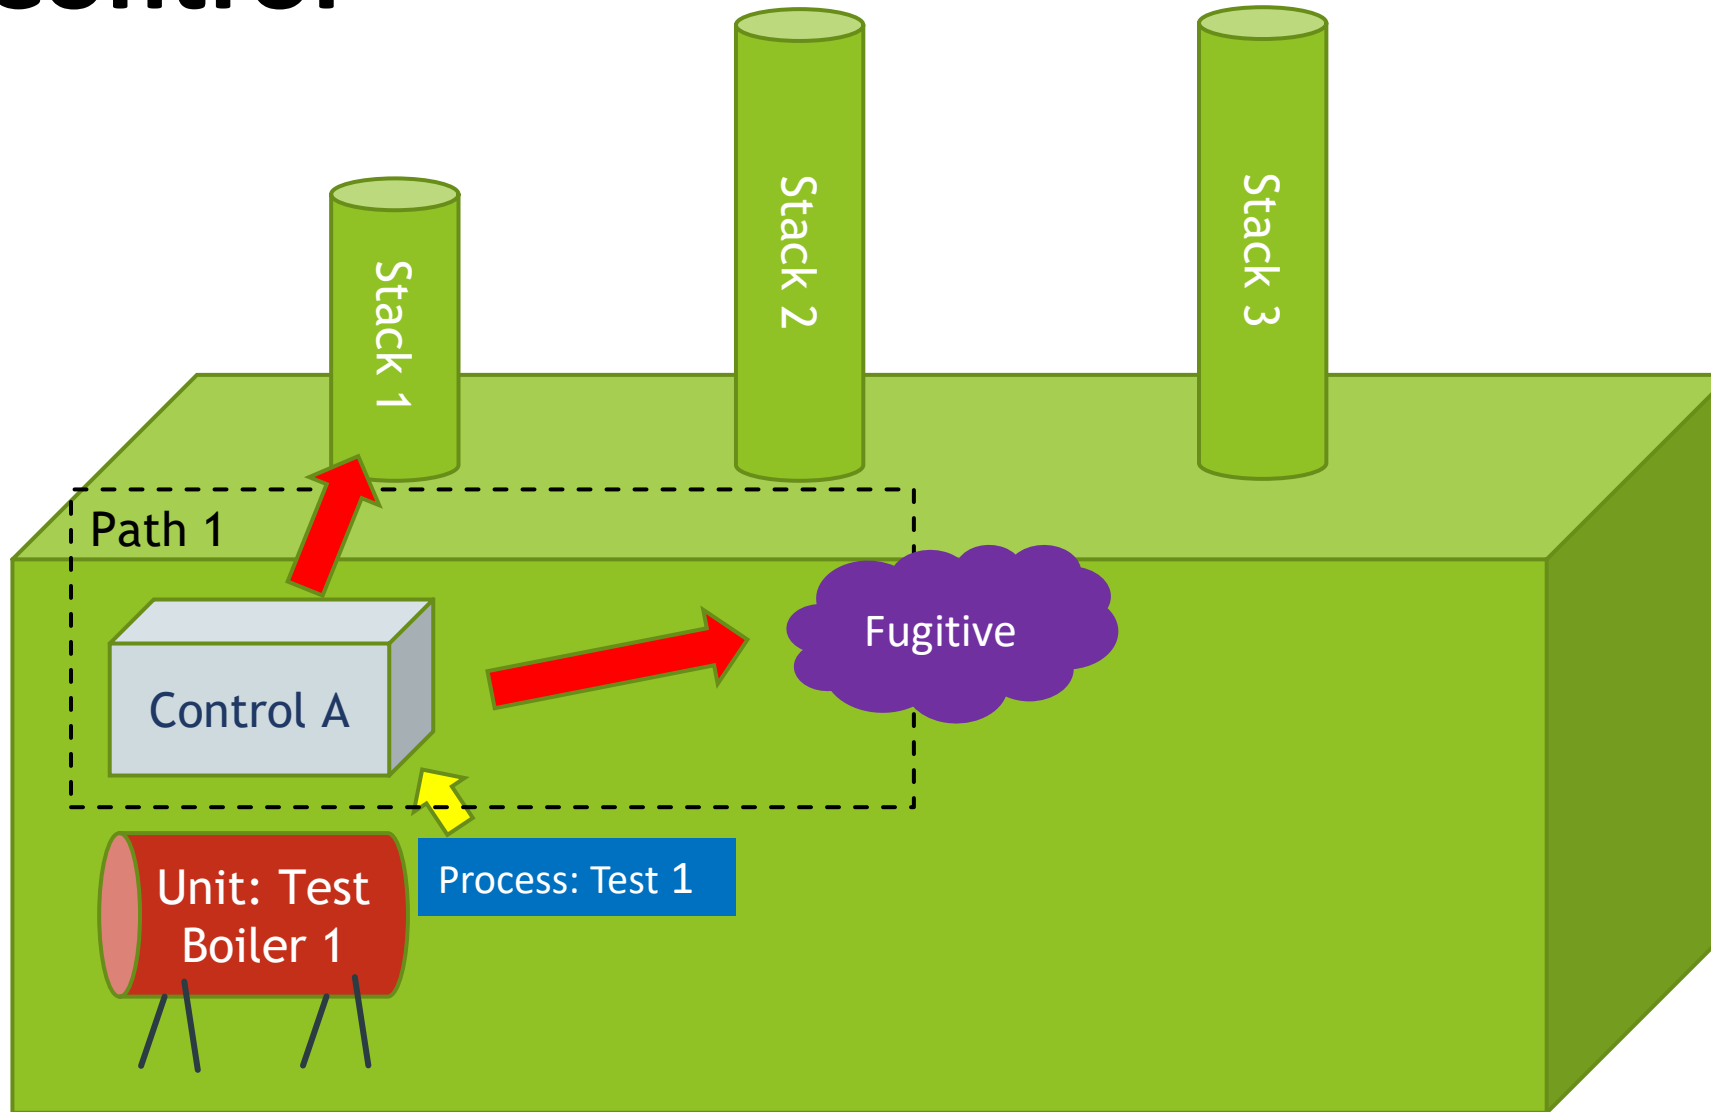 Stack 1
Stack 2
Stack 3
Path 1
Fugitive
Control A
Process: Test 1
Unit: Test
Boiler 1